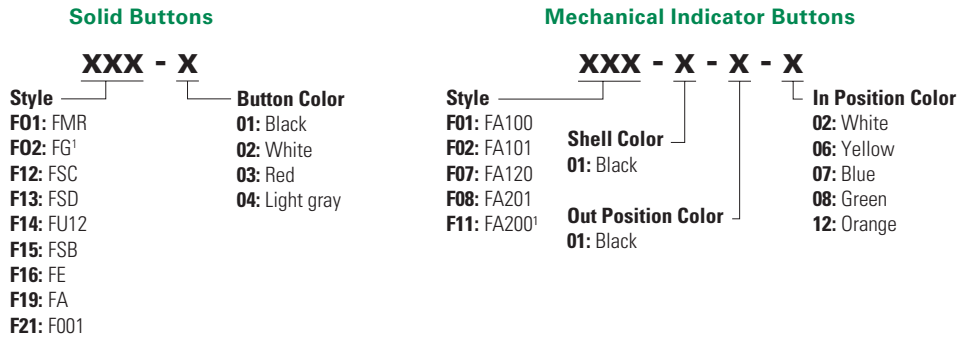 Solid Buttons
XXX - X
Style
FO1: FMR
FO2: FG¹
F12: FSC
F13: FSD
F14: FU12
F15: FSB
F16: FE
F19: FA
F21: F001
Button Color
01: Black
02: White
03: Red
04: Light gray
Mechanical Indicator Buttons
XXX - X - X - X
Style
F01: FA100
F02: FA101
F07: FA120
F08: FA201
F11: FA200¹
Shell Color
01: Black
Out Position Color
01: Black
In Position Color
02: White
06: Yellow
07: Blue
08: Green
12: Orange